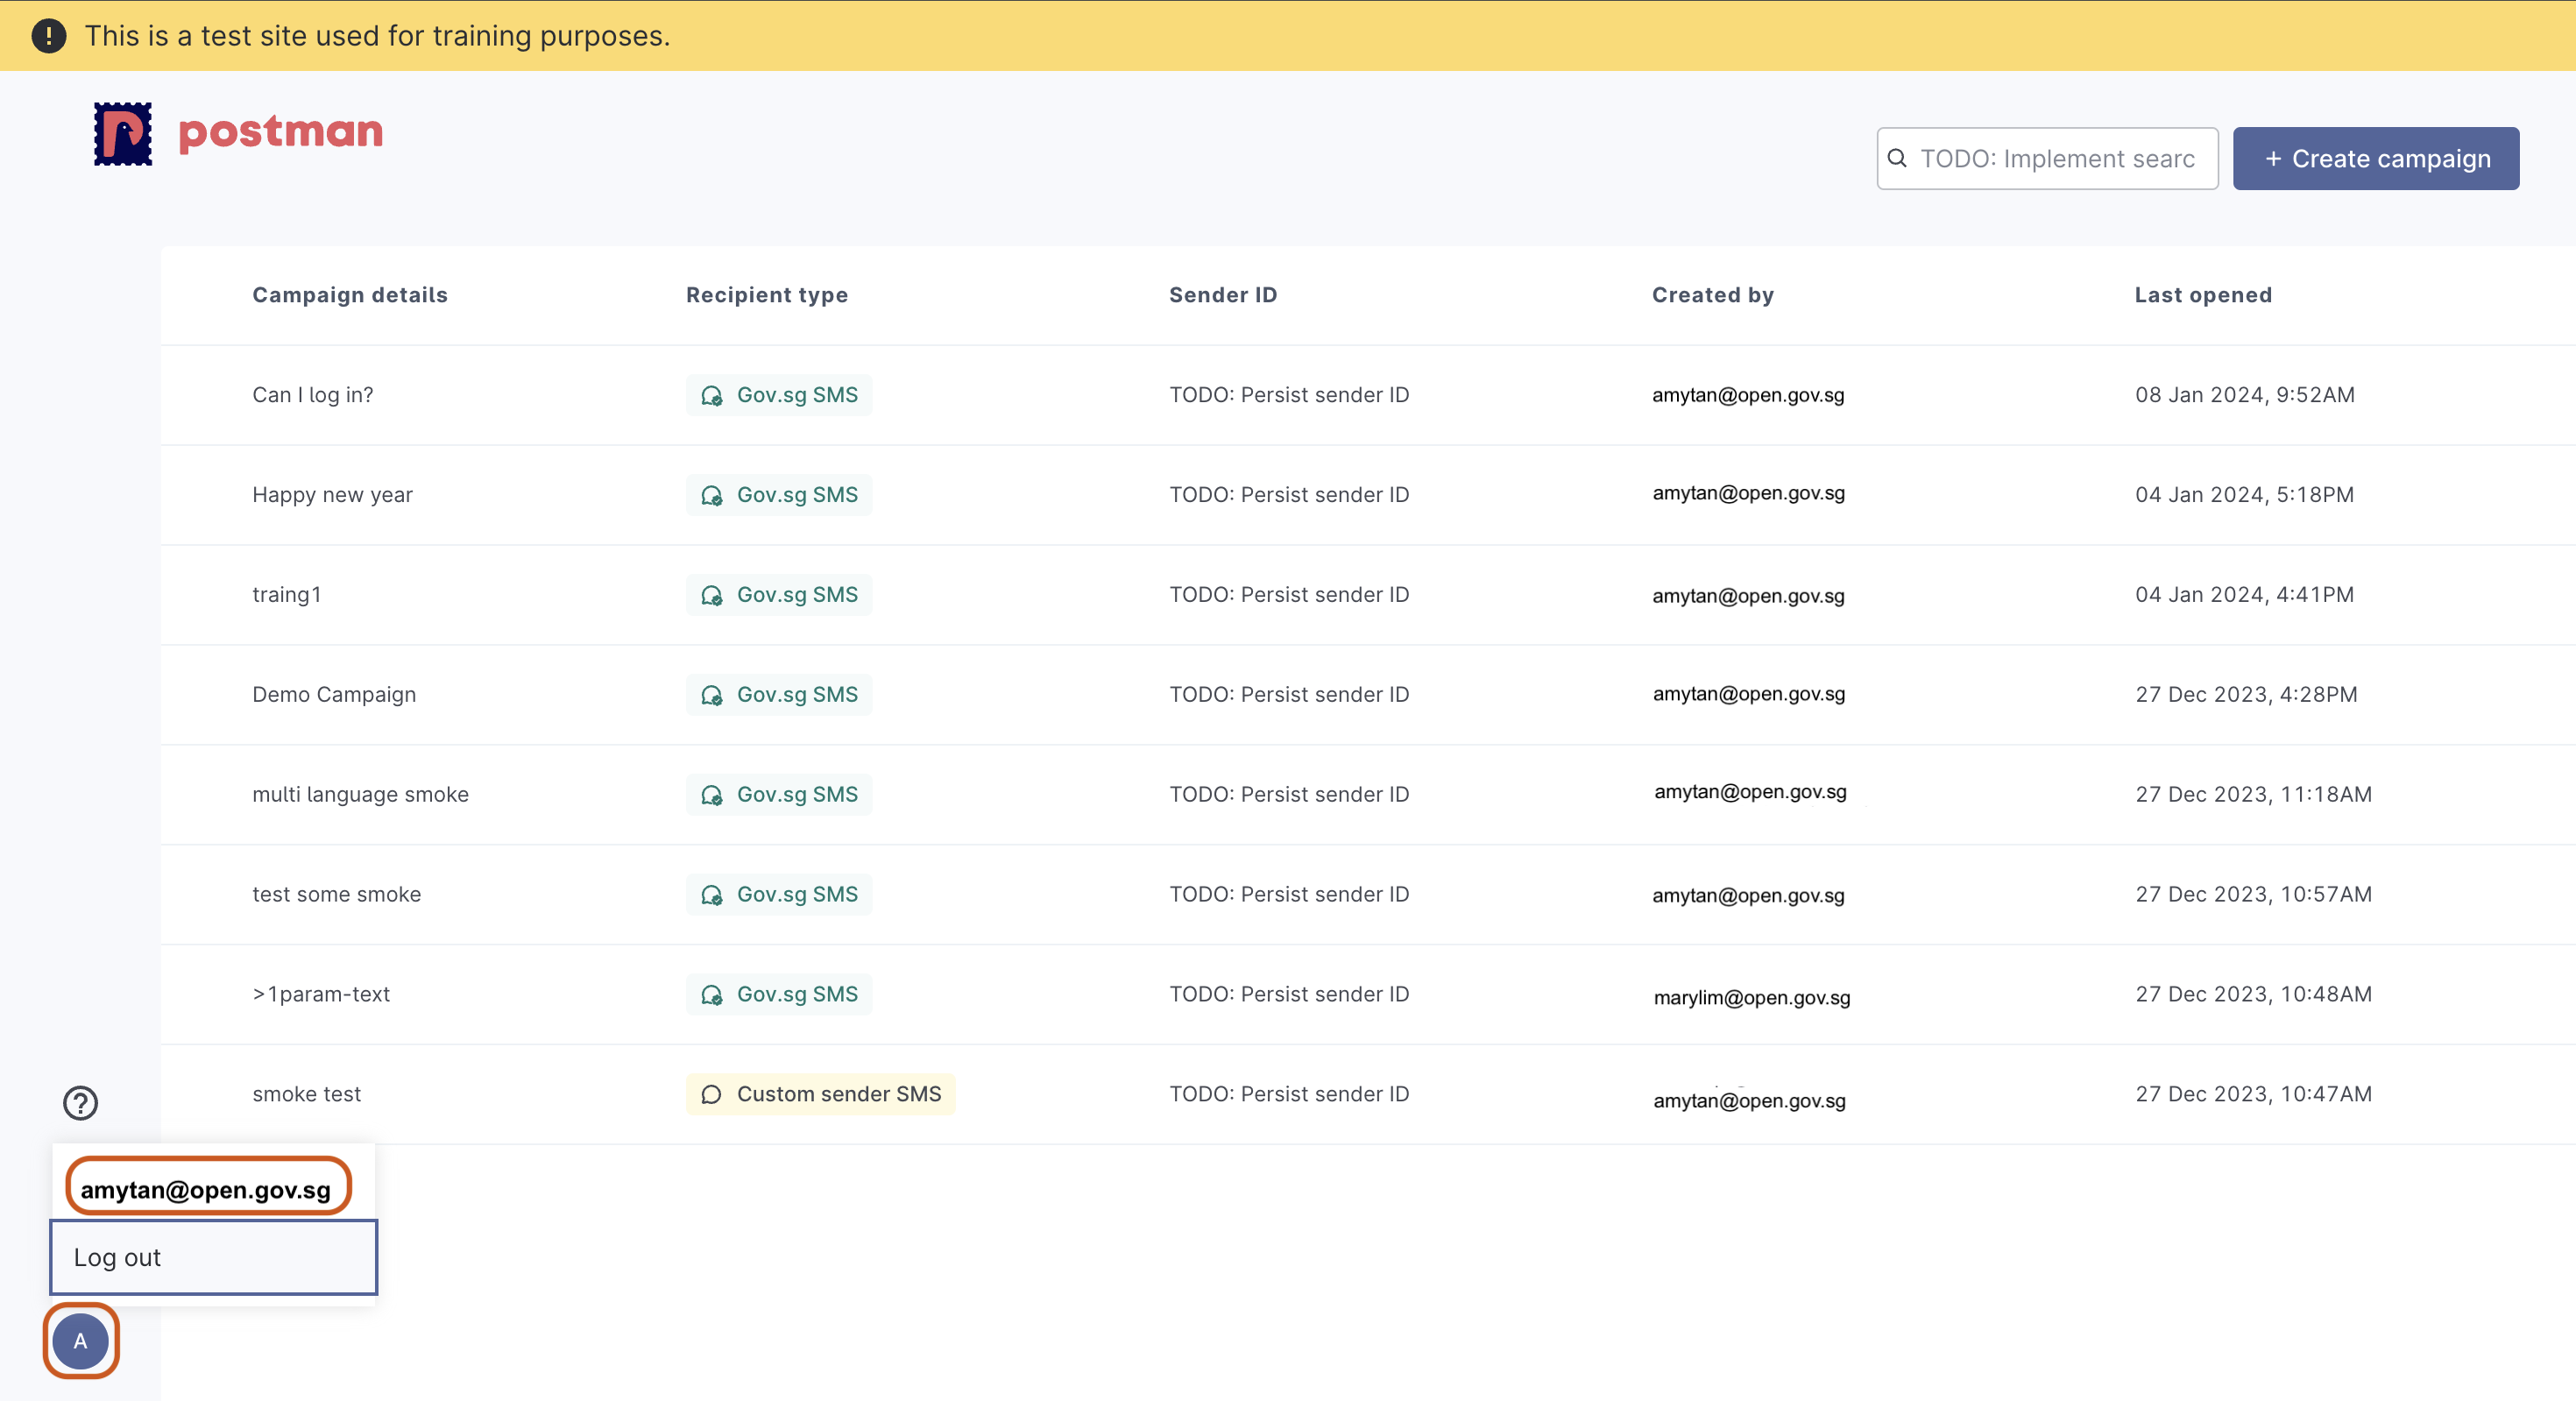 This is a test site used for training purposes.
postman
TODO: Implement searc
+ Create campaign
Campaign details Recipient type Sender ID Created by Last opened
Can I log in? Gov.sg SMS TODO: Persist sender ID amytan@open.gov.sg 08 Jan 2024, 9:52AM
Happy new year Gov.sg SMS TODO: Persist sender ID amytan@open.gov.sg 04 Jan 2024, 5:18PM
traing1 Gov.sg SMS TODO: Persist sender ID amytan@open.gov.sg 04 Jan 2024, 4:41PM
Demo Campaign Gov.sg SMS TODO: Persist sender ID amytan@open.gov.sg 27 Dec 2023, 4:28PM
multi language smoke Gov.sg SMS TODO: Persist sender ID amytan@open.gov.sg 27 Dec 2023, 11:18AM
test some smoke Gov.sg SMS TODO: Persist sender ID amytan@open.gov.sg 27 Dec 2023, 10:57AM
>1param-text Gov.sg SMS TODO: Persist sender ID marylim@open.gov.sg 27 Dec 2023, 10:48AM
smoke test Custom sender SMS TODO: Persist sender ID amytan@open.gov.sg 27 Dec 2023, 10:47AM
amytan@open.gov.sg
Log out
A